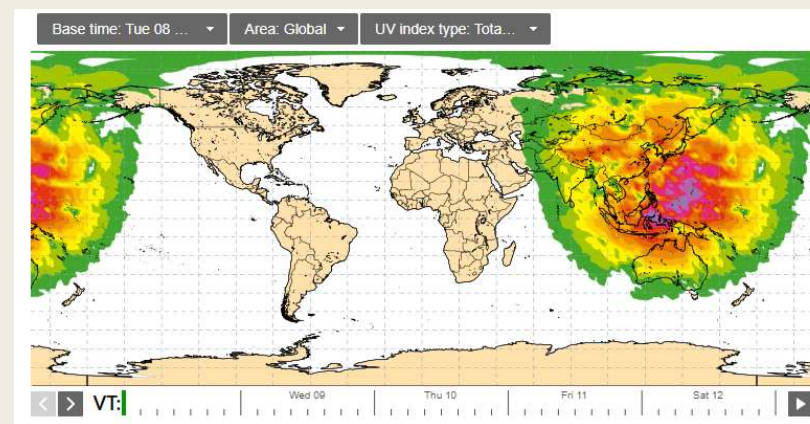 Base time: Tue 08 ...
Area: Global
UV index type: Tota...
VT:
Wed 09
Thu 10
Fri 11
Sat 12